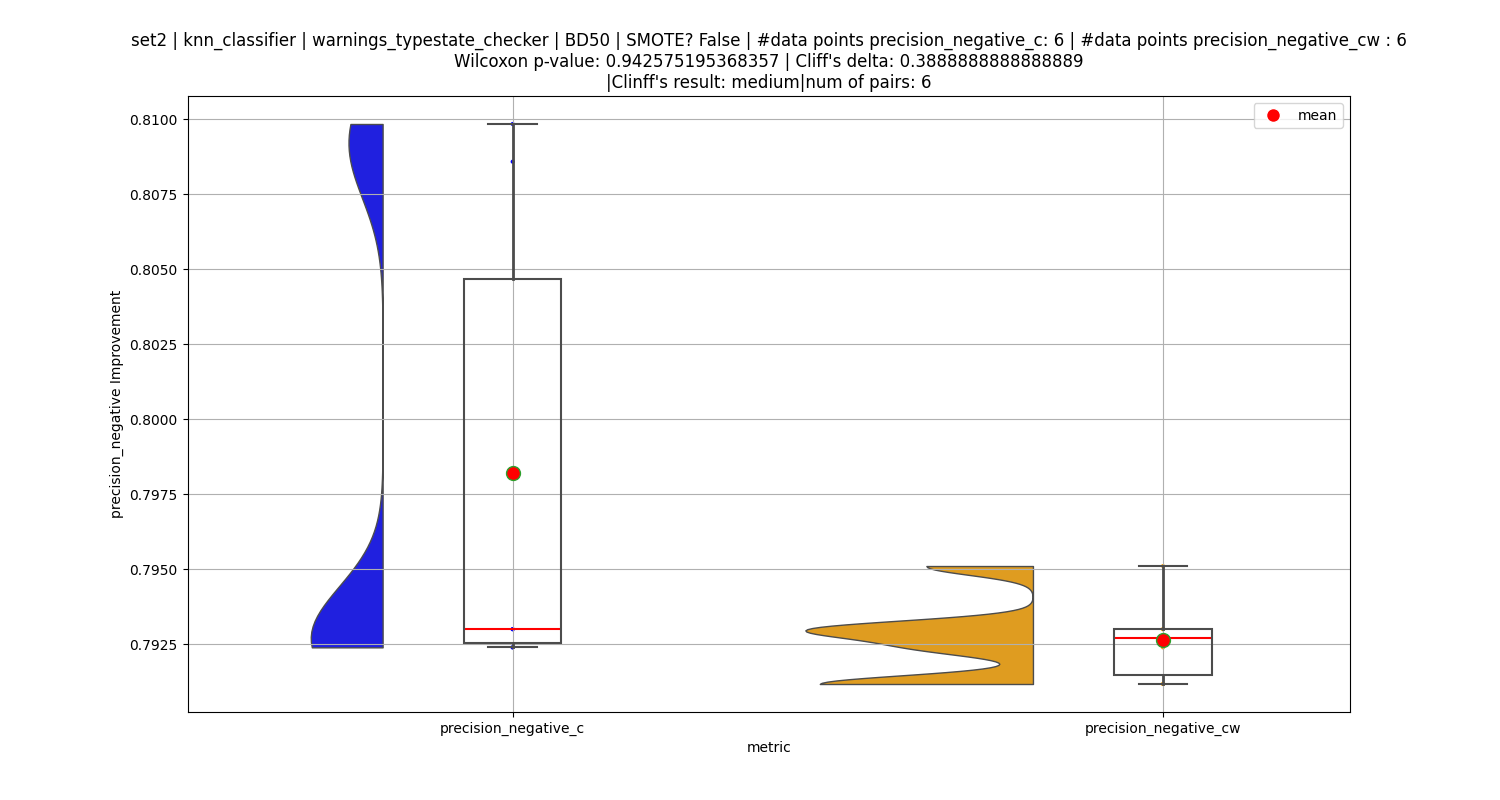 set2 | knn_classifier | warnings_typestate_checker | BD50 | SMOTE? False | #data points precision_negative_c: 6 | #data points precision_negative_cw : 6
Wilcoxon p-value: 0.942575195368357 | Cliff's delta: 0.3888888888888889
|Clinff's result: medium|num of pairs: 6
mean
0.8100
0.8075
0.8050
0.8025
0.8000
0.7975
0.7950
0.7925
precision_negative Improvement
precision_negative_c
precision_negative_cw
metric